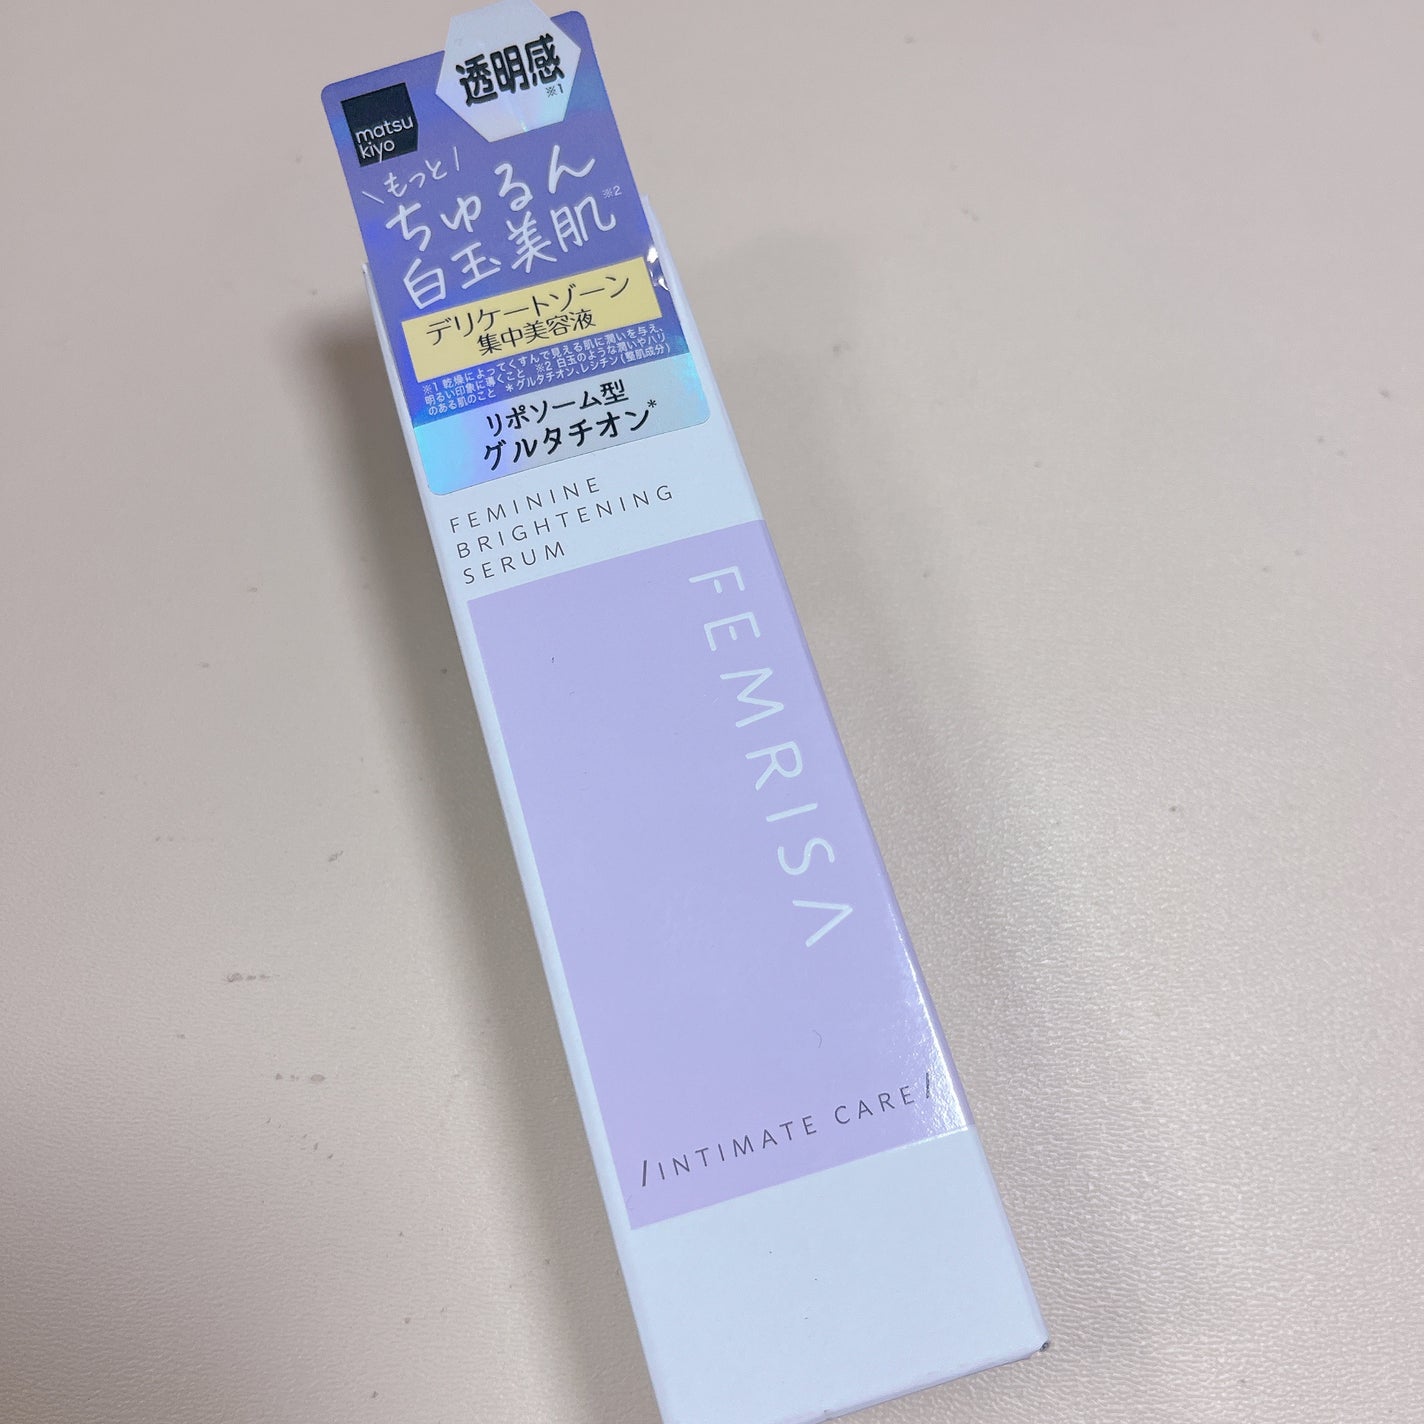 透明感
※1
matsu
kiyo
\もっと/
ちゅるん
白玉美肌※2
デリケートゾーン
集中美容液
※1 乾燥によってくすんで見える肌に潤いを与え、
明るい印象に導くこと ※2 白玉のような潤いやハリ
のある肌のこと *グルタチオン、レシチン(整肌成分)
リポソーム型
グルタチオン*
FEMININE
BRIGHTENING
SERUM
FEMRISA
/INTIMATE CARE/